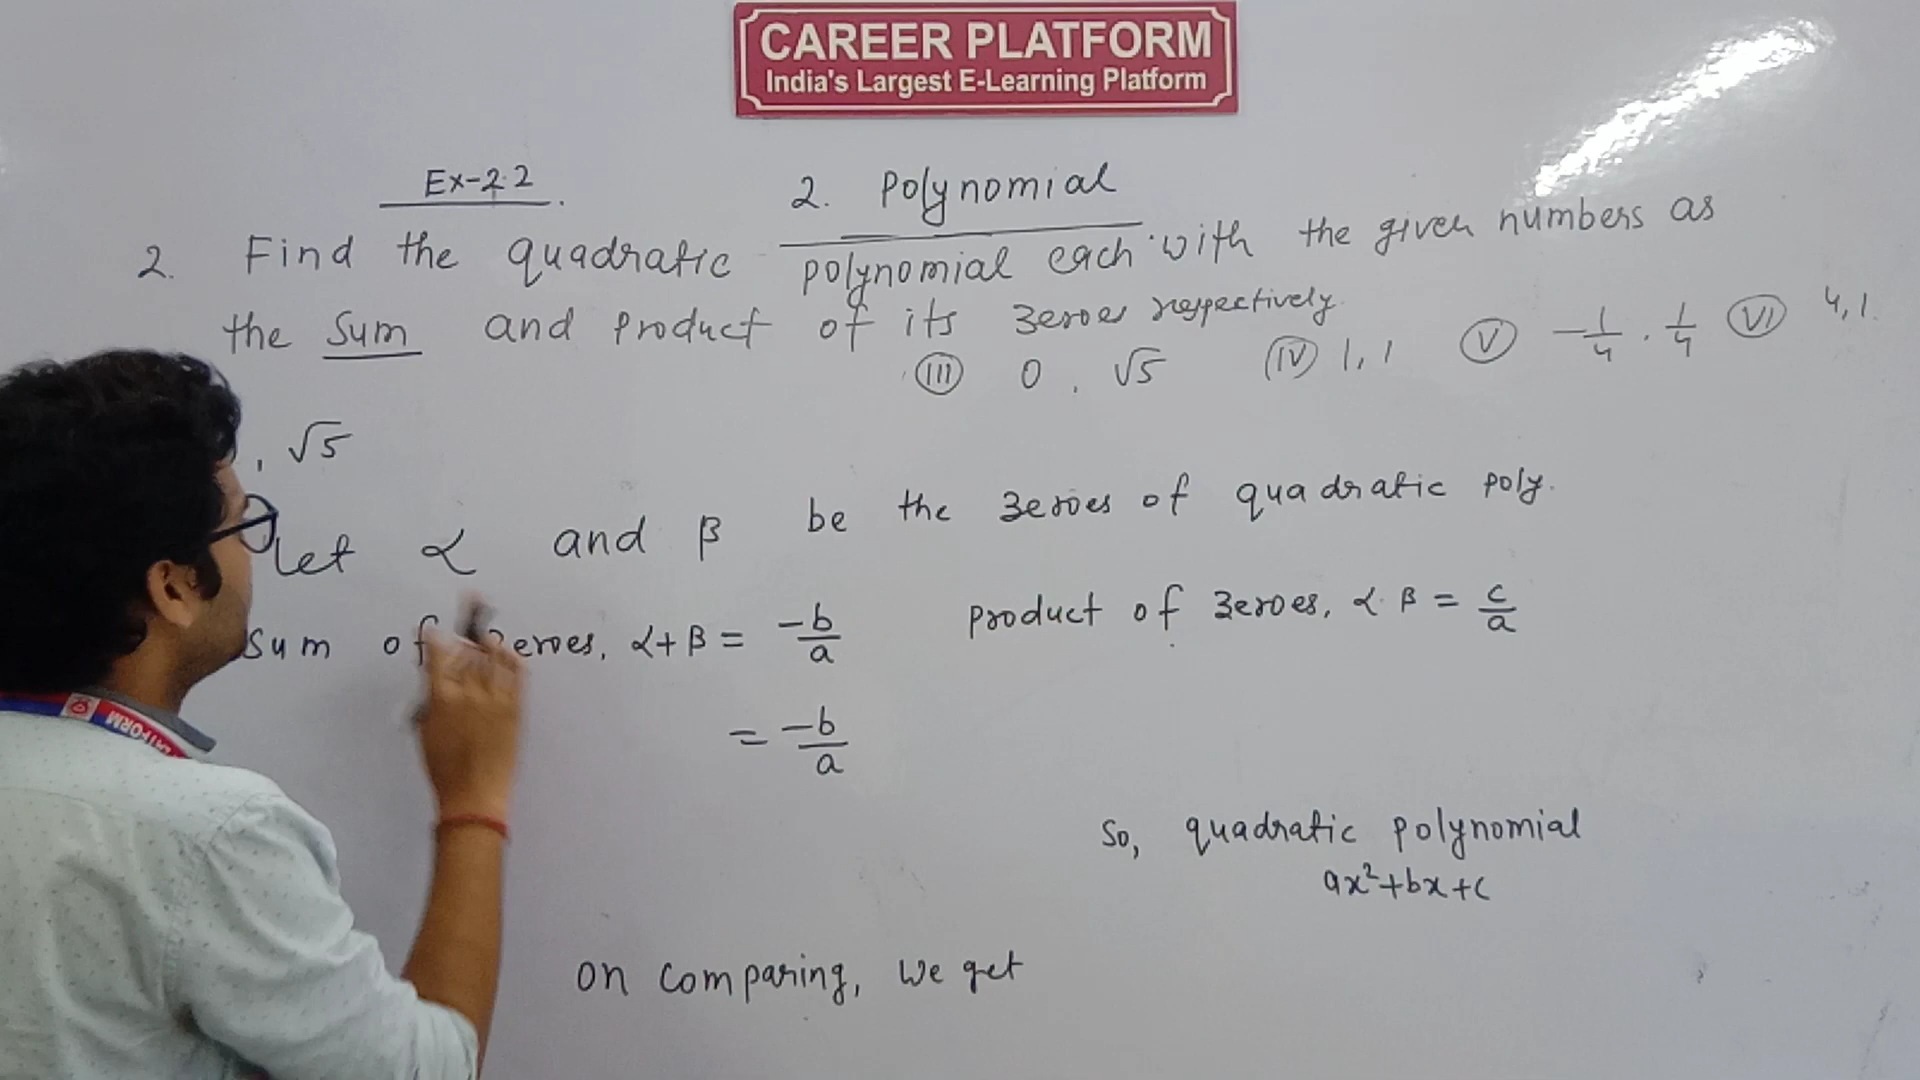 CAREER PLATFORM
India's Largest E-Learning Platform
Ex-2.2
2. Polynomial
2. Find the quadratic polynomial each with the given numbers as
the sum and product of its zeroes respectively.
(III) 0, √5 (IV) 1, 1 (V) -1/4, 1/4 (VI) 4, 1
, √5
let α and β be the zeroes of quadratic poly.
Sum of zeroes, α+β = -b/a product of zeroes, α·β = c/a
= -b/a
So, quadratic polynomial
ax²+bx+c
on comparing, we get